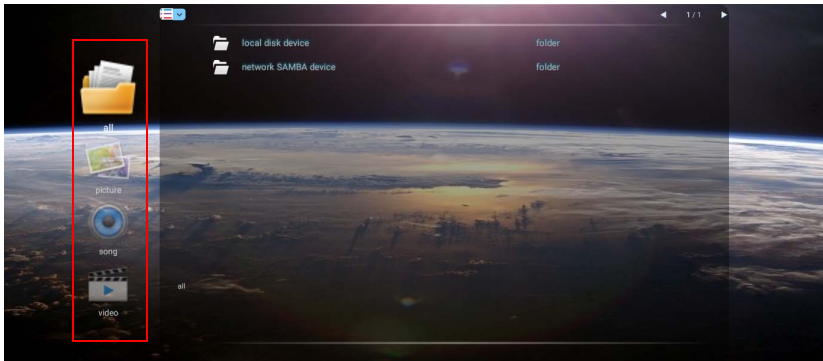 1 / 1
local disk device folder
network SAMBA device folder
all
picture
song
video
all